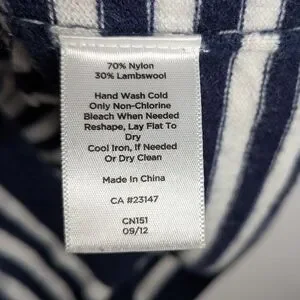 70% Nylon
30% Lambswool
Hand Wash Cold
Only Non-Chlorine
Bleach When Needed
Reshape, Lay Flat To
Dry
Cool Iron, If Needed
Or Dry Clean
Made in China
CA #23147
CN151
09/12